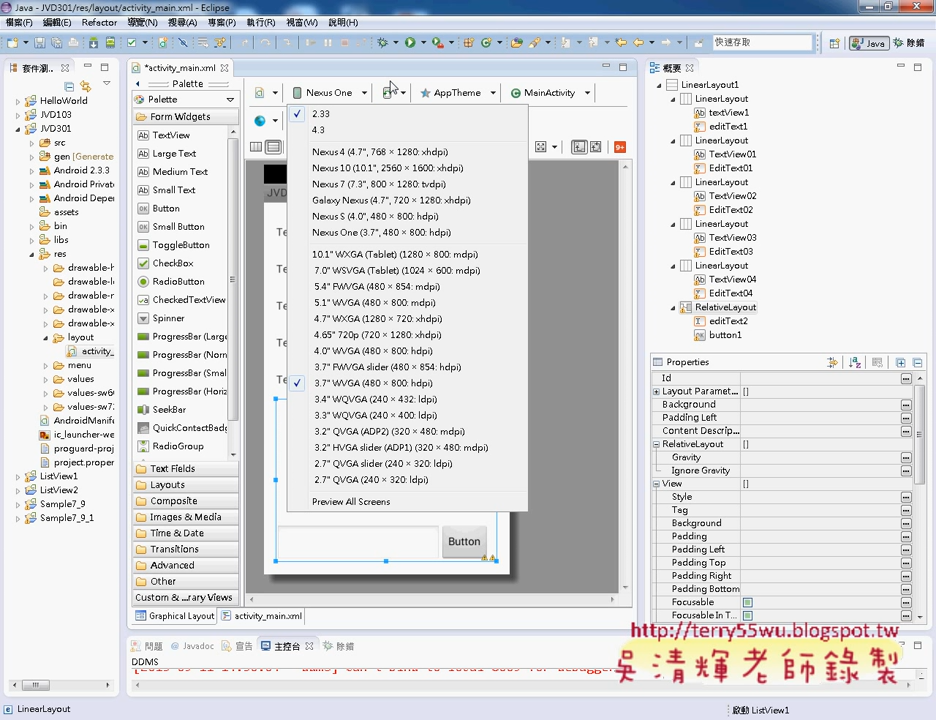 Java - JVD301/res/layout/activity_main.xml - Eclipse
檔案(F) 編輯(E) Refactor 導覽(N) 搜尋(A) 專案(P) 執行(R) 視窗(W) 說明(H)
快速存取 Java 除錯
套件瀏...
HelloWorld
JVD103
JVD301
src
gen [Generate
Android 2.3.3
Android Privat
Android Deper
assets
bin
libs
res
drawable-h
drawable-l
drawable-n
drawable-x
drawable-x
layout
activity_
menu
values
values-sw6
values-sw7
AndroidManif
ic_launcher-we
proguard-proj
project.proper
ListView1
ListView2
Sample7_9
Sample7_9_1
*activity_main.xml
Palette
Palette
Form Widgets
TextView
Large Text
Medium Text
Small Text
Button
Small Button
ToggleButton
CheckBox
RadioButton
CheckedTextView
Spinner
ProgressBar (Larg
ProgressBar (Norr
ProgressBar (Smal
ProgressBar (Horiz
SeekBar
QuickContactBadg
RadioGroup
Text Fields
Layouts
Composite
Images & Media
Time & Date
Transitions
Advanced
Other
Custom & ...rary Views
Graphical Layout activity_main.xml
Nexus One AppTheme MainActivity
9+
JVD
2.33
4.3
Nexus 4 (4.7", 768 × 1280: xhdpi)
Nexus 10 (10.1", 2560 × 1600: xhdpi)
Nexus 7 (7.3", 800 × 1280: tvdpi)
Galaxy Nexus (4.7", 720 × 1280: xhdpi)
Nexus S (4.0", 480 × 800: hdpi)
Nexus One (3.7", 480 × 800: hdpi)
10.1" WXGA (Tablet) (1280 × 800: mdpi)
7.0" WSVGA (Tablet) (1024 × 600: mdpi)
5.4" FWVGA (480 × 854: mdpi)
5.1" WVGA (480 × 800: mdpi)
4.7" WXGA (1280 × 720: xhdpi)
4.65" 720p (720 × 1280: xhdpi)
4.0" WVGA (480 × 800: hdpi)
3.7" FWVGA slider (480 × 854: hdpi)
3.7" WVGA (480 × 800: hdpi)
3.4" WQVGA (240 × 432: ldpi)
3.3" WQVGA (240 × 400: ldpi)
3.2" QVGA (ADP2) (320 × 480: mdpi)
3.2" HVGA slider (ADP1) (320 × 480: mdpi)
2.7" QVGA slider (240 × 320: ldpi)
2.7" QVGA (240 × 320: ldpi)
Preview All Screens
Button
概要
LinearLayout1
LinearLayout
textView1
editText1
LinearLayout
TextView01
EditText01
LinearLayout
TextView02
EditText02
LinearLayout
TextView03
EditText03
LinearLayout
TextView04
EditText04
RelativeLayout
editText2
button1
Properties
Id
Layout Paramet... []
Background
Padding Left
Content Descrip...
RelativeLayout []
Gravity
Ignore Gravity
View []
Style
Tag
Background
Padding
Padding Left
Padding Top
Padding Right
Padding Bottom
Focusable
Focusable In T...
問題 Javadoc 宣告 主控台 除錯
DDMS
http://terry55wu.blogspot.tw
吳清輝老師錄製
LinearLayout
啟動 ListView1